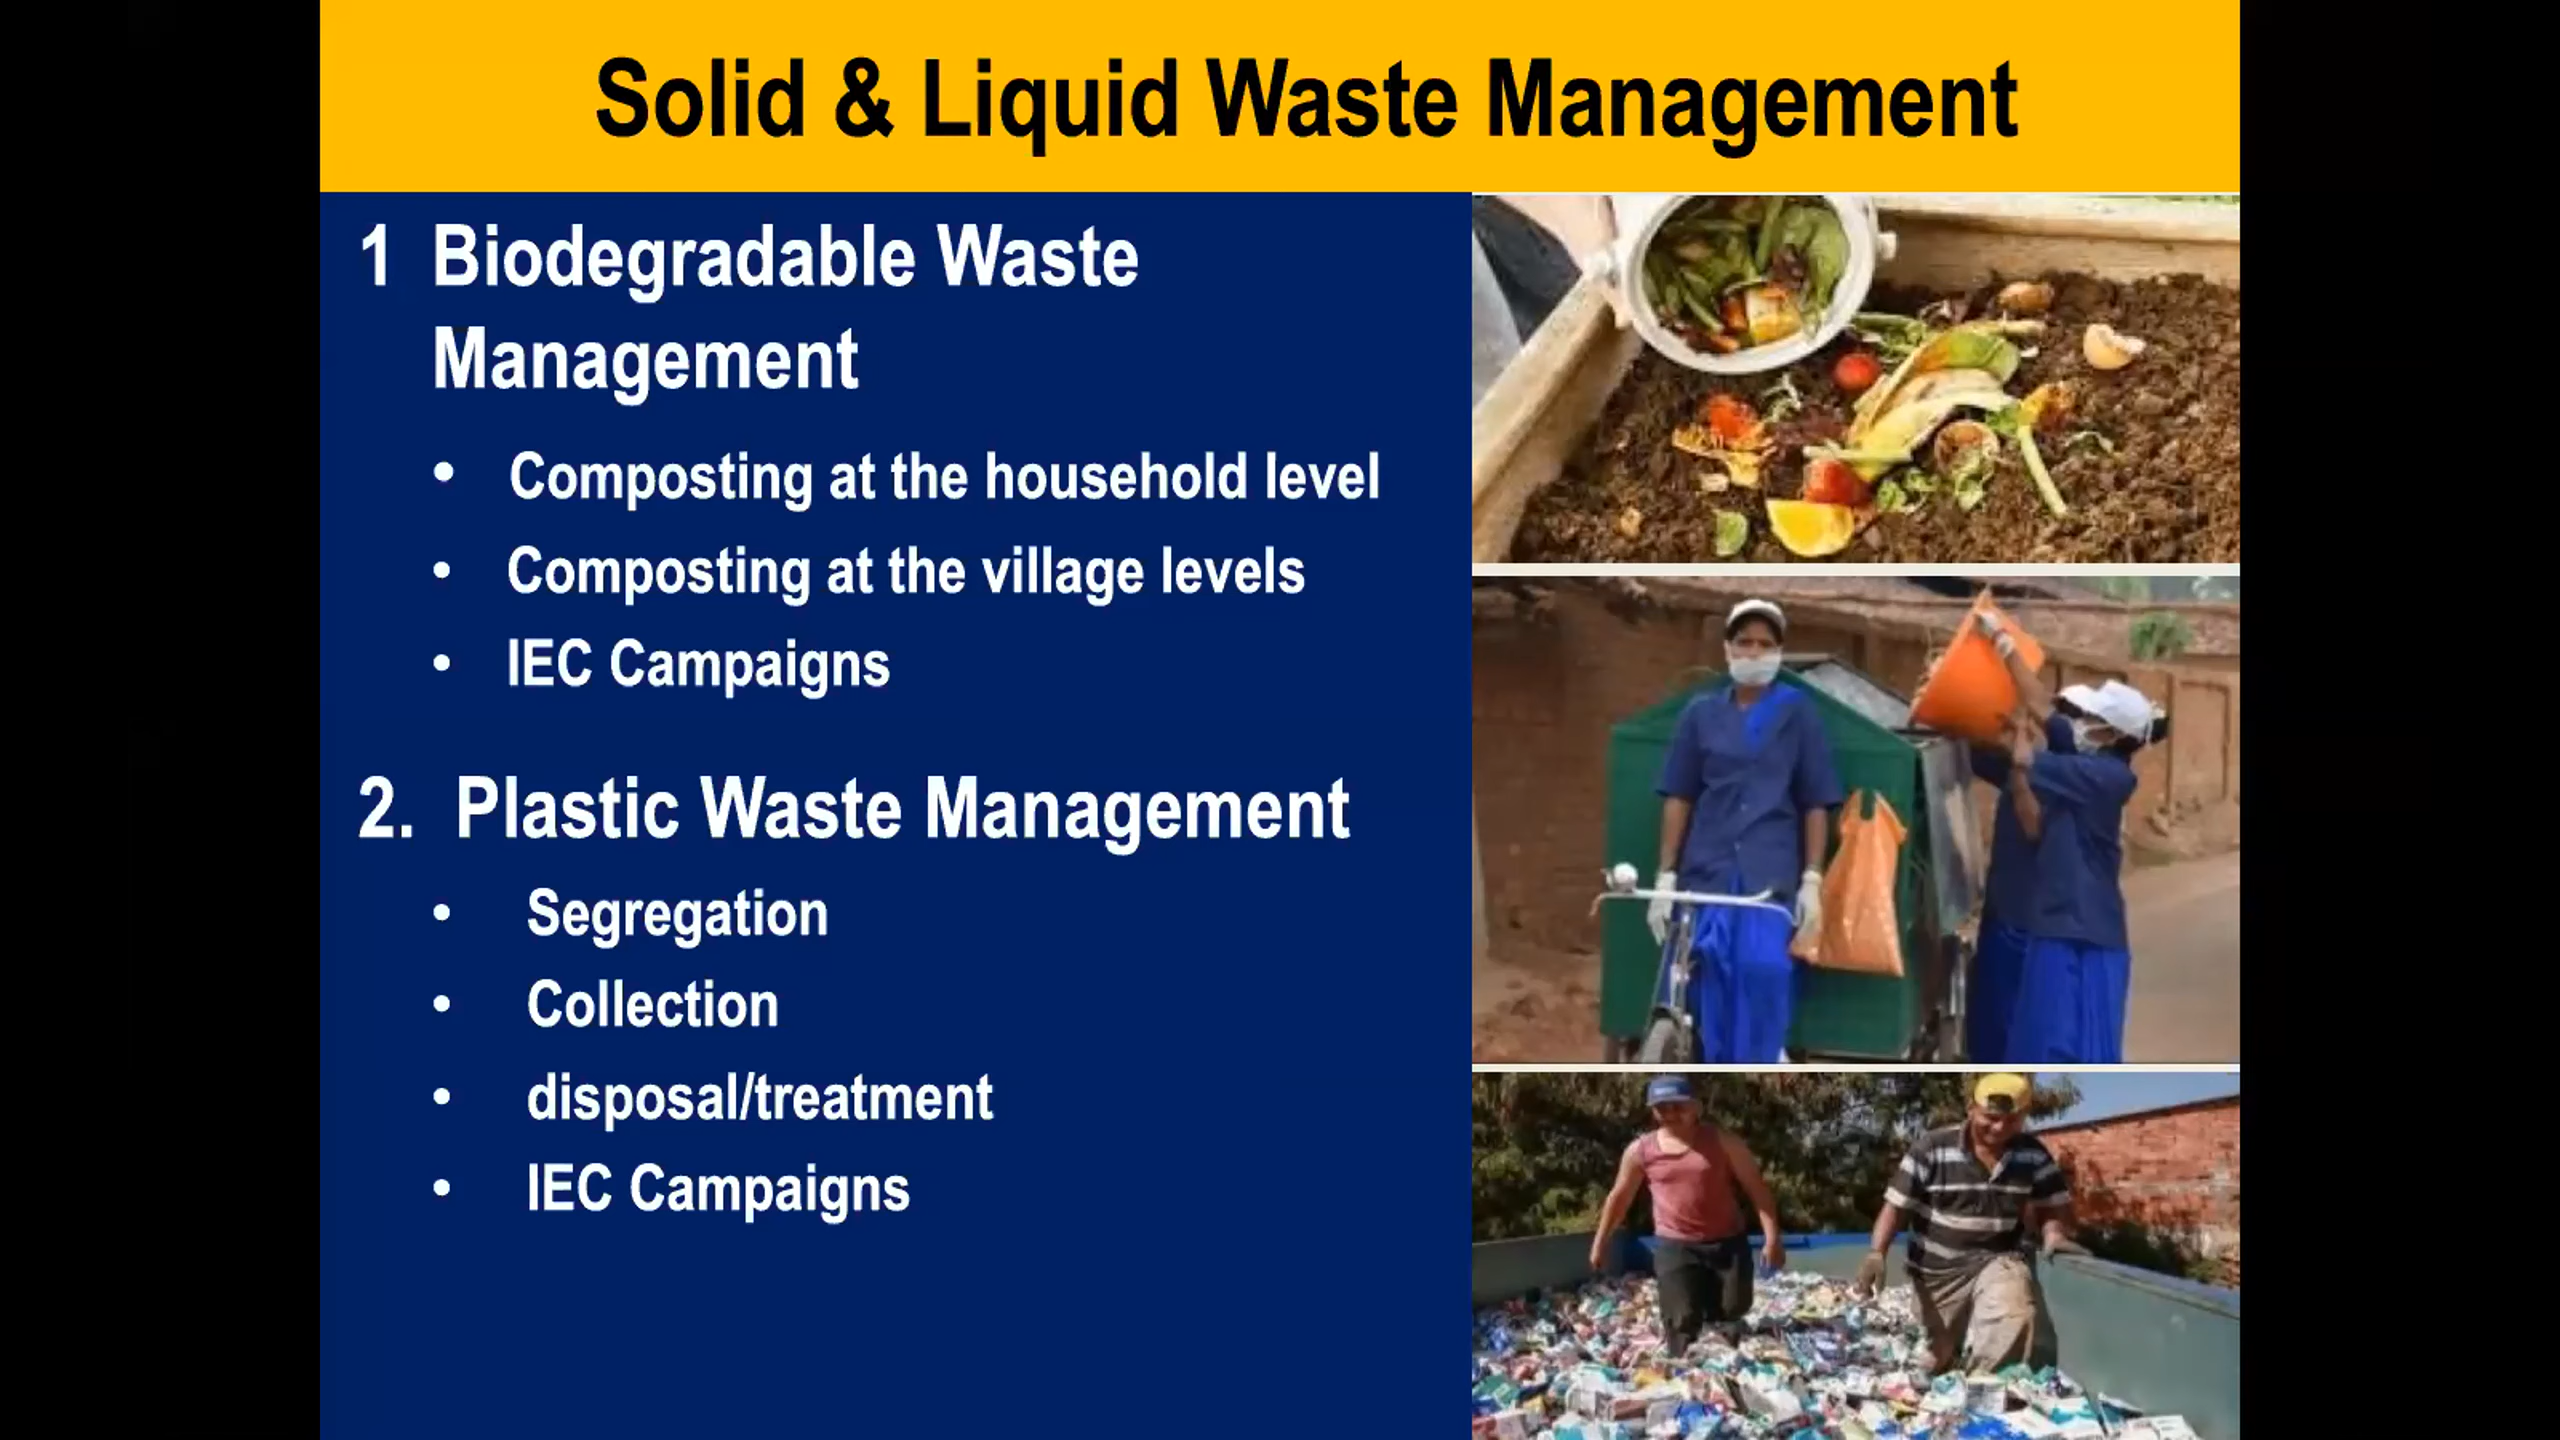 Solid & Liquid Waste Management
1 Biodegradable Waste
Management
• Composting at the household level
• Composting at the village levels
• IEC Campaigns
2. Plastic Waste Management
• Segregation
• Collection
• disposal/treatment
• IEC Campaigns